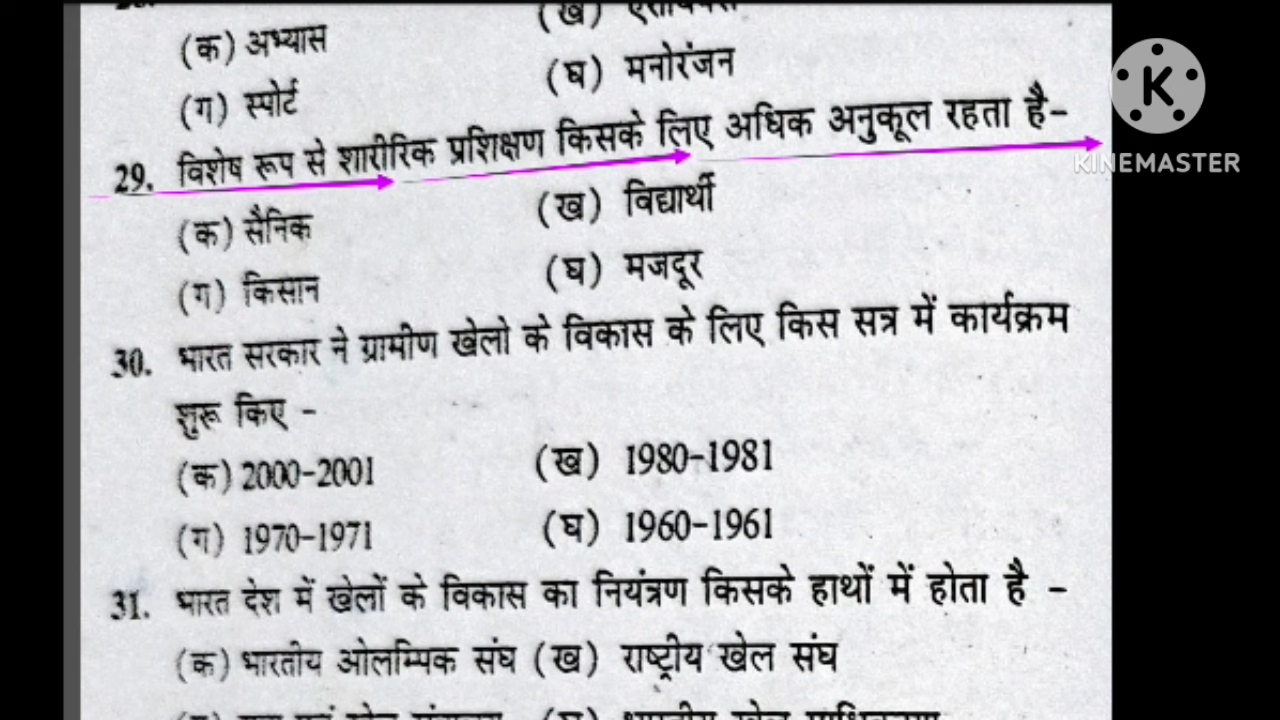 (ख)
(क) अभ्यास
(घ) मनोरंजन
(ग) स्पोर्ट
29. विशेष रूप से शारीरिक प्रशिक्षण किसके लिए अधिक अनुकूल रहता है-
(क) सैनिक (ख) विद्यार्थी
(ग) किसान (घ) मजदूर
30. भारत सरकार ने ग्रामीण खेलो के विकास के लिए किस सत्र में कार्यक्रम
शुरू किए -
(क) 2000-2001 (ख) 1980-1981
(ग) 1970-1971 (घ) 1960-1961
31. भारत देश में खेलों के विकास का नियंत्रण किसके हाथों में होता है -
(क) भारतीय ओलम्पिक संघ (ख) राष्ट्रीय खेल संघ
K
KINEMASTER